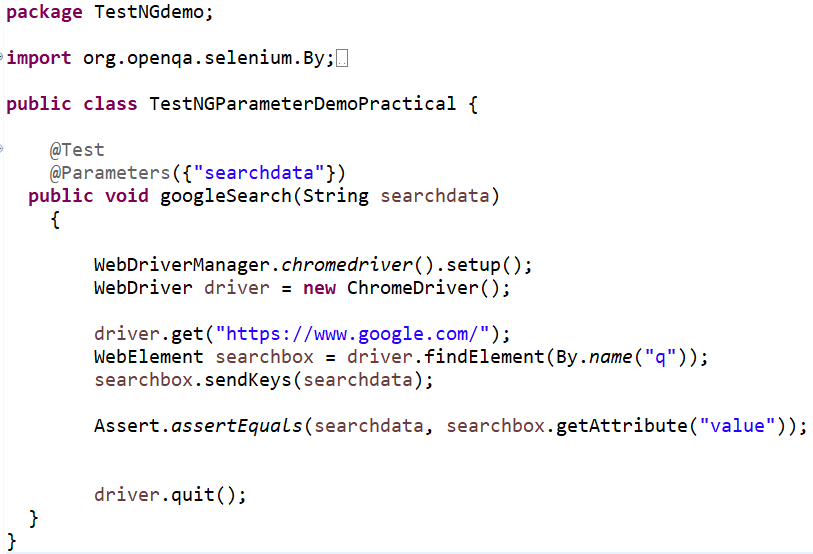 package TestNGdemo;
import org.openqa.selenium.By;
public class TestNGParameterDemoPractical {
@Test
@Parameters({"searchdata"})
public void googleSearch(String searchdata)
{
WebDriverManager.chromedriver().setup();
WebDriver driver = new ChromeDriver();
driver.get("https://www.google.com/");
WebElement searchbox = driver.findElement(By.name("q"));
searchbox.sendKeys(searchdata);
Assert.assertEquals(searchdata, searchbox.getAttribute("value"));
driver.quit();
}
}